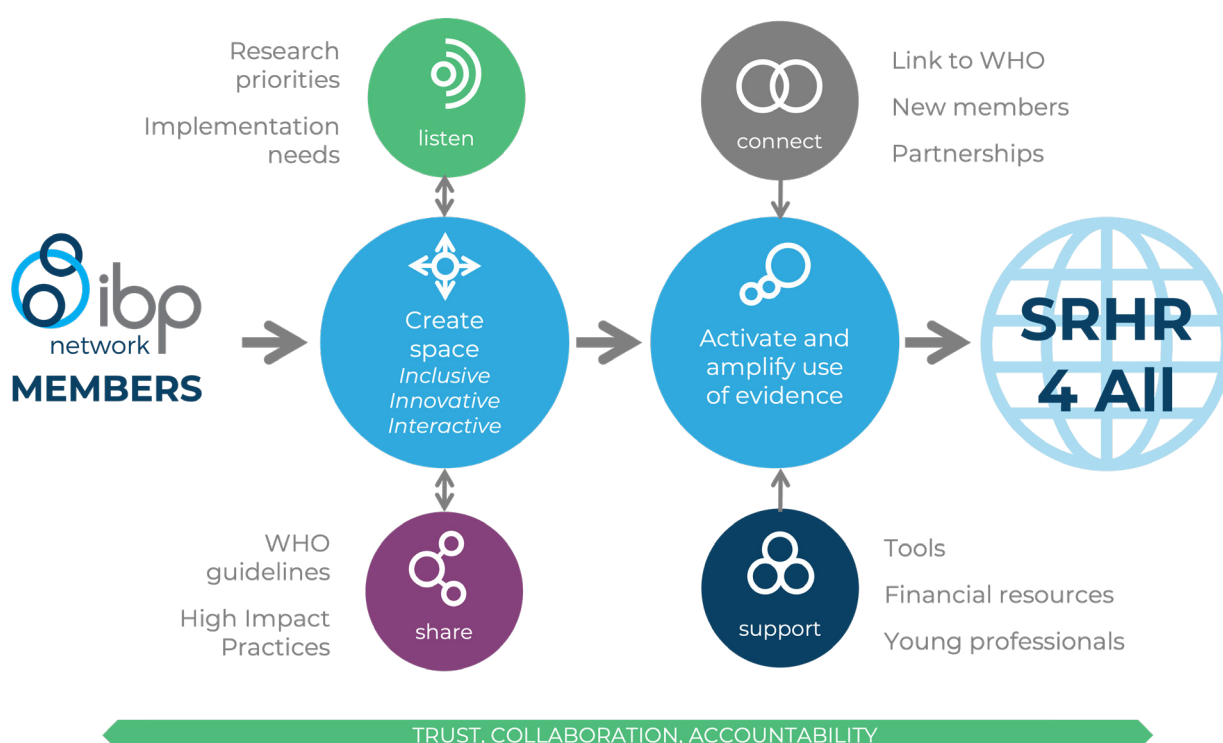 Research
priorities
Implementation
needs
listen
connect
Link to WHO
New members
Partnerships
ibp
network
MEMBERS
Create
space
Inclusive
Innovative
Interactive
Activate and
amplify use
of evidence
SRHR
4 All
WHO
guidelines
High Impact
Practices
share
support
Tools
Financial resources
Young professionals
TRUST, COLLABORATION, ACCOUNTABILITY